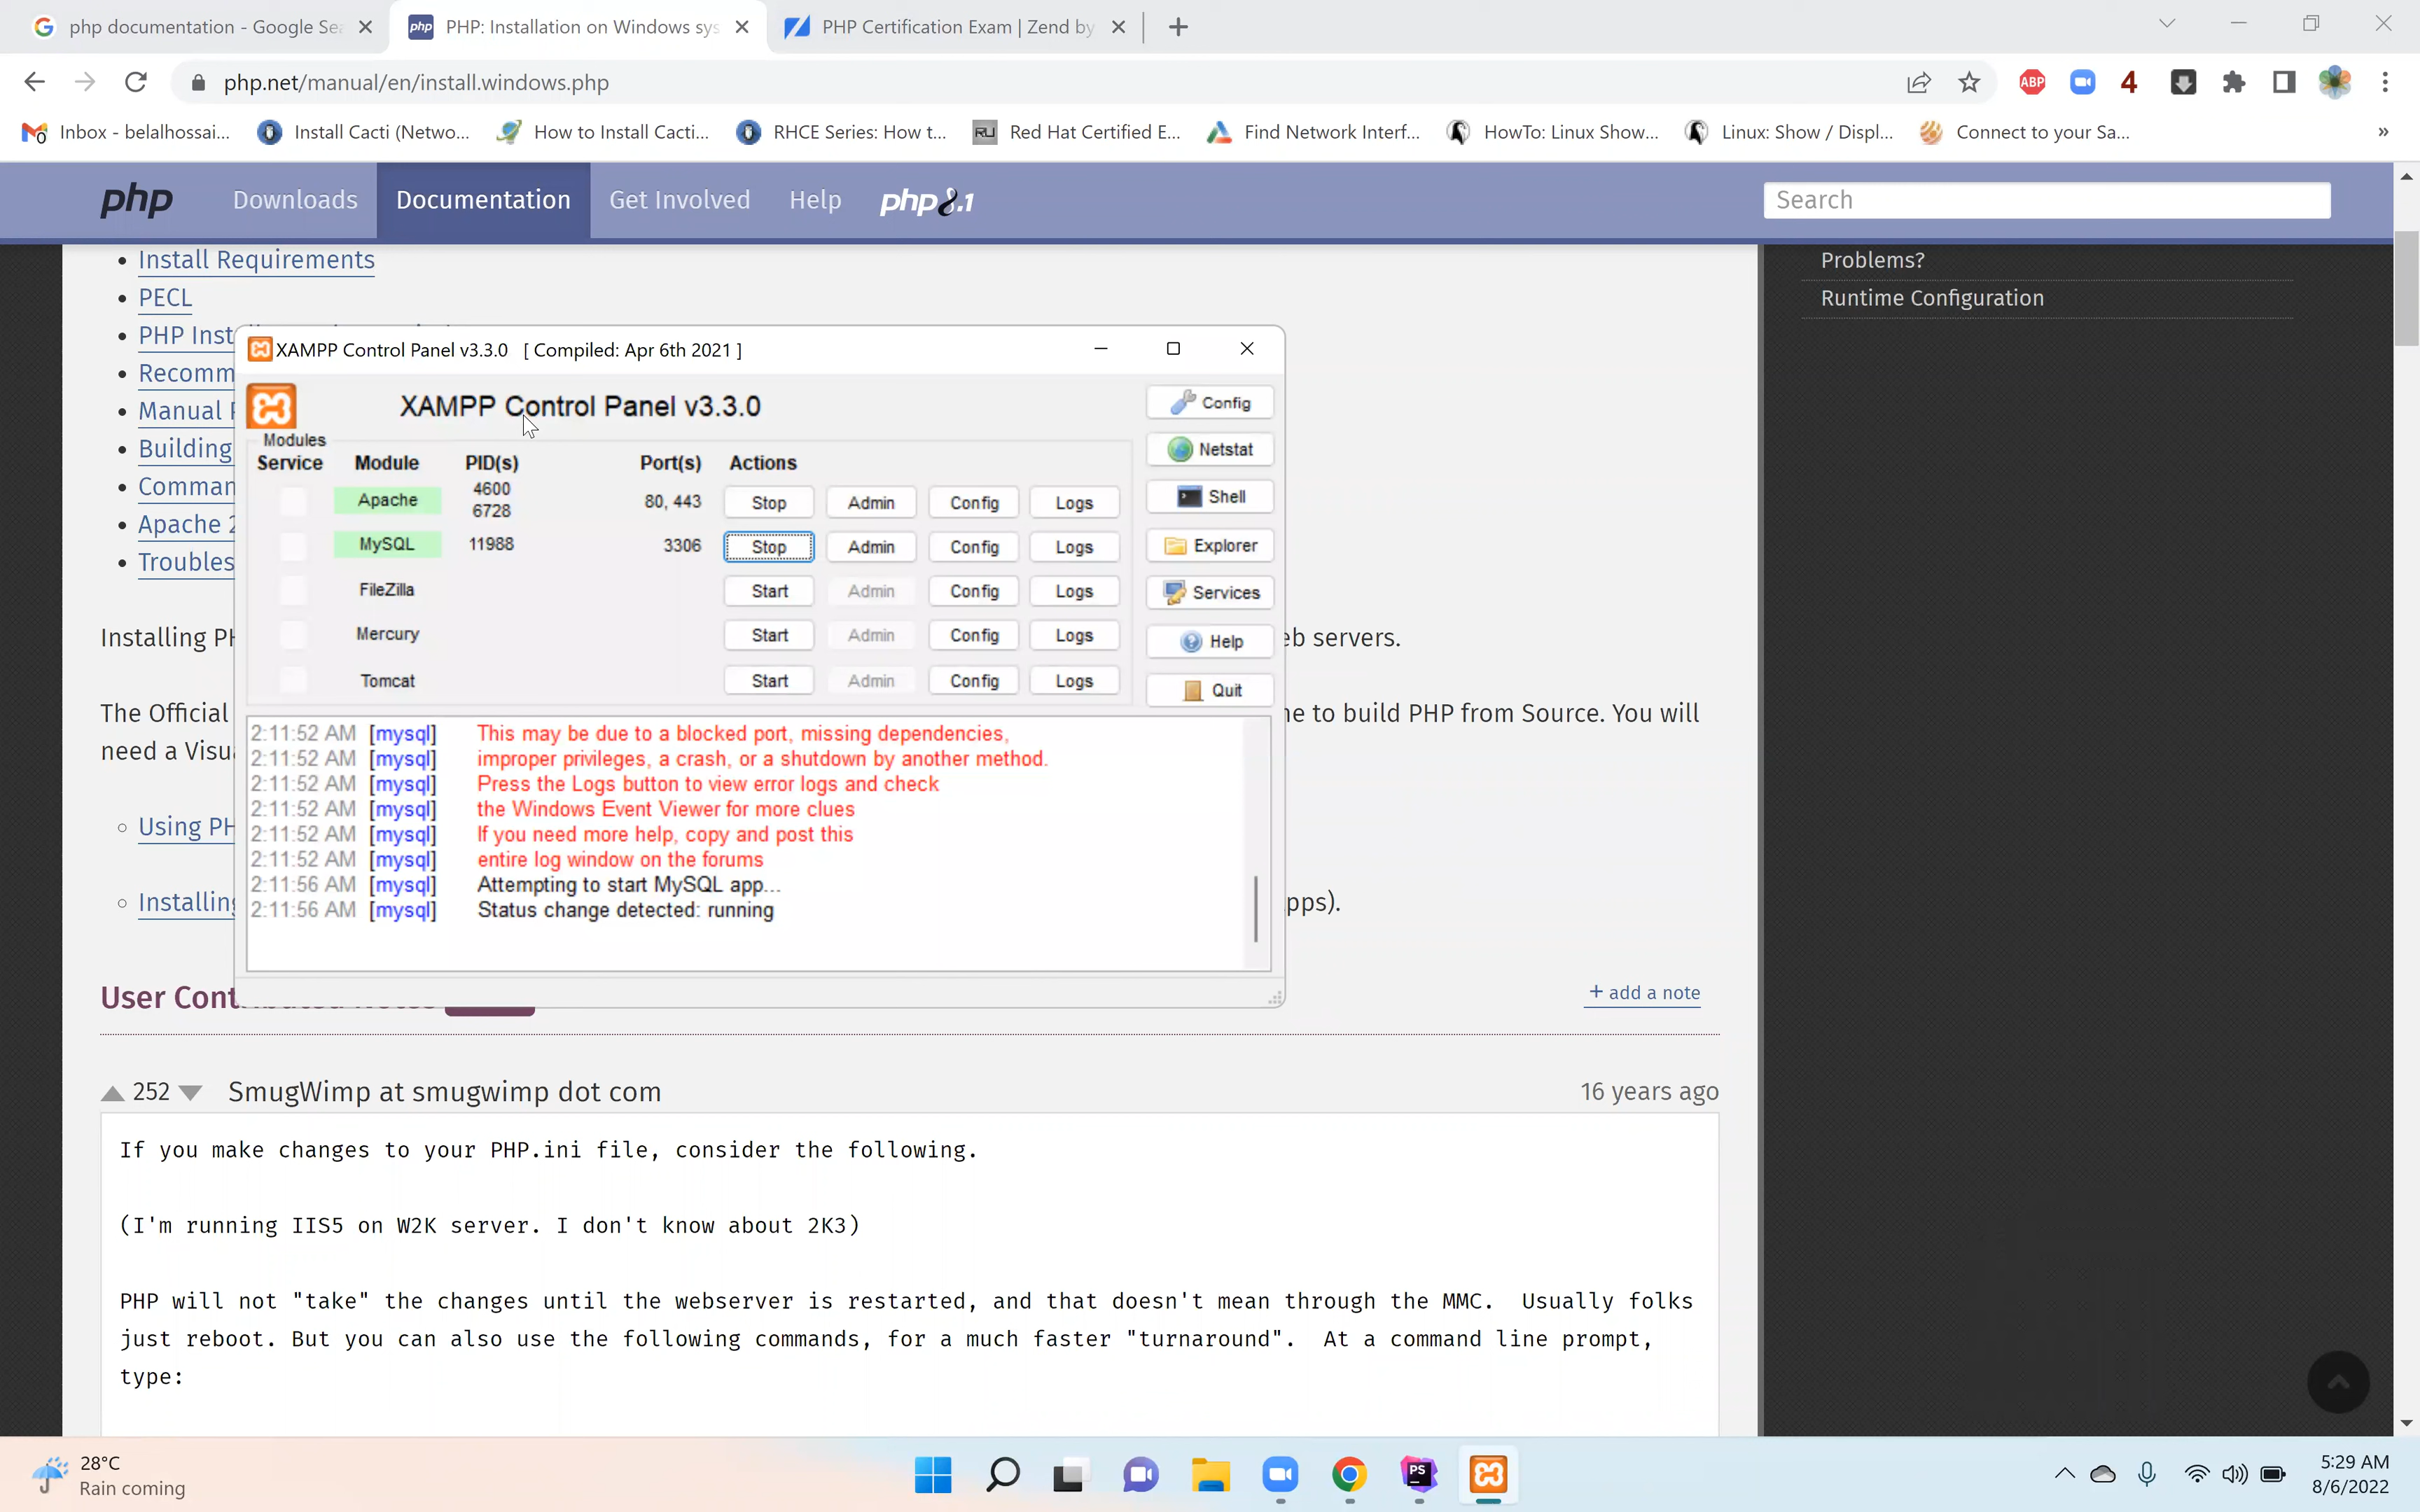 php documentation - Google Sea
PHP: Installation on Windows sys
PHP Certification Exam | Zend by
php.net/manual/en/install.windows.php
ABP
4
Inbox - belalhossai...
Install Cacti (Netwo...
How to Install Cacti...
RHCE Series: How t...
RU
Red Hat Certified E...
Find Network Interf...
HowTo: Linux Show...
Linux: Show / Displ...
Connect to your Sa...
»
php
Downloads
Documentation
Get Involved
Help
php8.1
Search
Install Requirements
PECL
PHP Inst
Recomm
Manual P
Building
Comman
Apache 2
Troubles
Problems?
Runtime Configuration
XAMPP Control Panel v3.3.0 [ Compiled: Apr 6th 2021 ]
XAMPP Control Panel v3.3.0
Modules
Service Module PID(s) Port(s) Actions
Apache 4600 6728 80, 443 Stop Admin Config Logs
MySQL 11988 3306 Stop Admin Config Logs
FileZilla Start Admin Config Logs
Mercury Start Admin Config Logs
Tomcat Start Admin Config Logs
Config
Netstat
Shell
Explorer
Services
Help
Quit
2:11:52 AM [mysql] This may be due to a blocked port, missing dependencies,
2:11:52 AM [mysql] improper privileges, a crash, or a shutdown by another method.
2:11:52 AM [mysql] Press the Logs button to view error logs and check
2:11:52 AM [mysql] the Windows Event Viewer for more clues
2:11:52 AM [mysql] If you need more help, copy and post this
2:11:52 AM [mysql] entire log window on the forums
2:11:56 AM [mysql] Attempting to start MySQL app...
2:11:56 AM [mysql] Status change detected: running
Installing PH
eb servers.
The Official
ne to build PHP from Source. You will
need a Visua
Using PH
Installing
pps).
User Contributed Notes
+ add a note
252 SmugWimp at smugwimp dot com
16 years ago
If you make changes to your PHP.ini file, consider the following.
(I'm running IIS5 on W2K server. I don't know about 2K3)
PHP will not "take" the changes until the webserver is restarted, and that doesn't mean through the MMC. Usually folks
just reboot. But you can also use the following commands, for a much faster "turnaround". At a command line prompt,
type:
28°C
Rain coming
PS
5:29 AM
8/6/2022